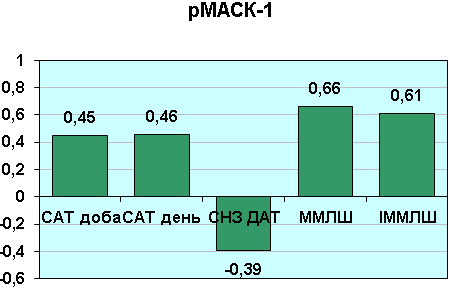 рМАСК-1
1
0,8
0,6
0,4
0,2
0
-0,2
-0,4
-0,6
0,45
0,46
-0,39
0,66
0,61
САТ доба
САТ день
СНЗ ДАТ
ММЛШ
ІММЛШ